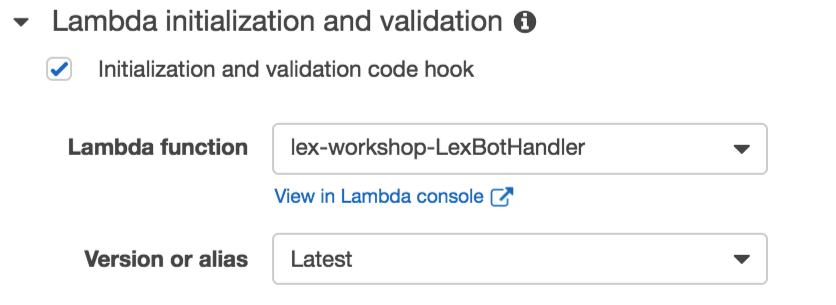 Lambda initialization and validation
Initialization and validation code hook
Lambda function lex-workshop-LexBotHandler
View in Lambda console
Version or alias Latest